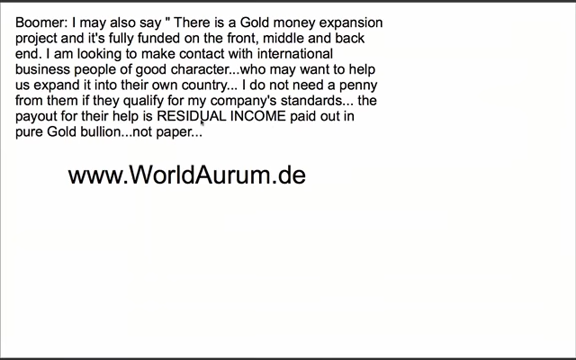 Boomer: I may also say " There is a Gold money expansion
project and it's fully funded on the front, middle and back
end. I am looking to make contact with international
business people of good character...who may want to help
us expand it into their own country... I do not need a penny
from them if they qualify for my company's standards... the
payout for their help is RESIDUAL INCOME paid out in
pure Gold bullion...not paper...
www.WorldAurum.de